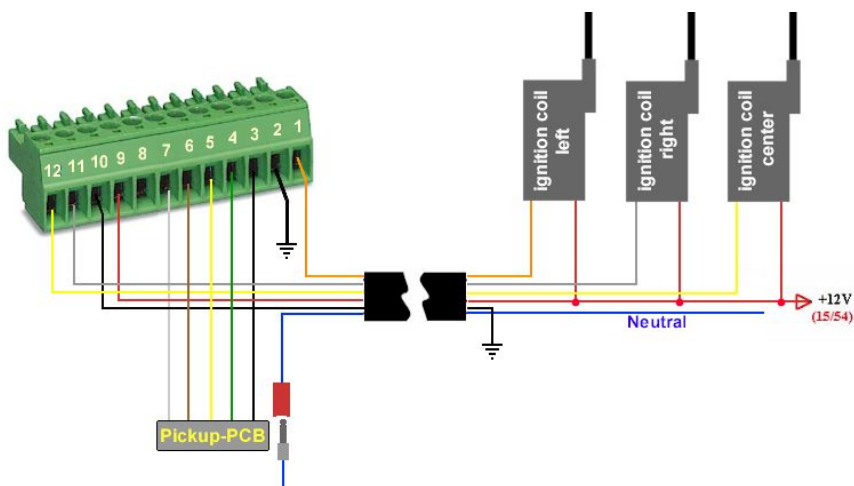 12 11 10 9 8 7 6 5 4 3 2 1
ignition coil
left
ignition coil
right
ignition coil
center
+12V
(15/54)
Neutral
Pickup-PCB